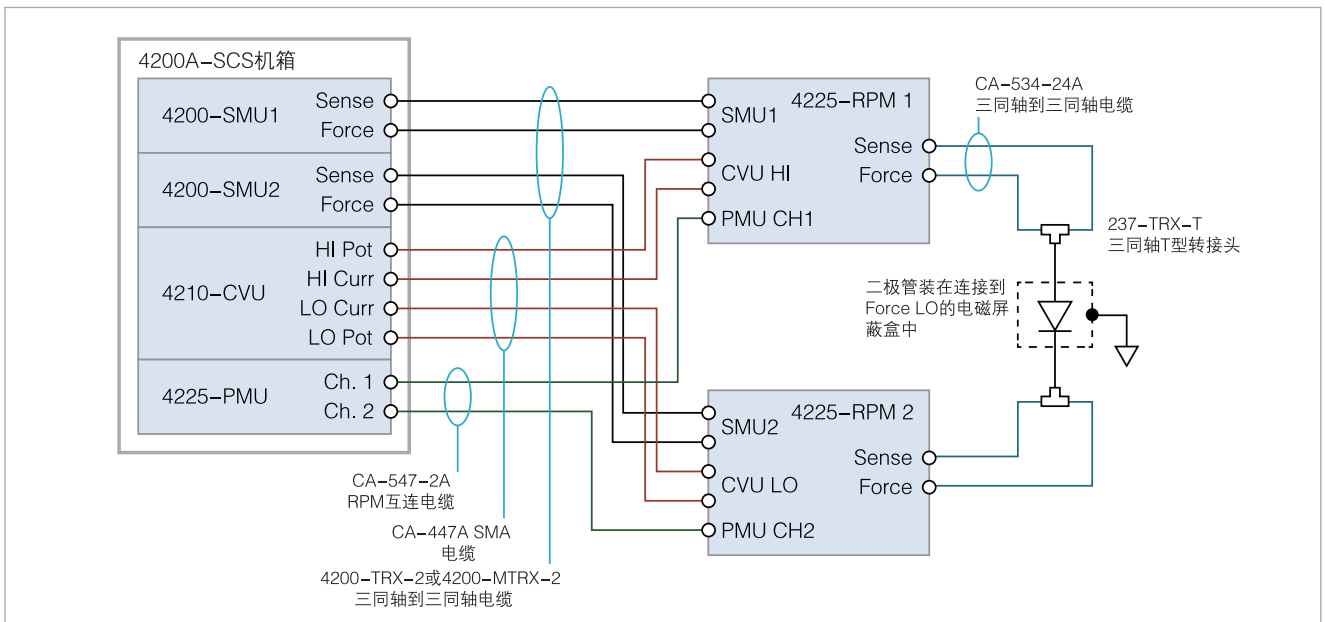 4200A-SCS机箱
4200-SMU1
Sense
Force
4200-SMU2
Sense
Force
4210-CVU
HI Pot
HI Curr
LO Curr
LO Pot
4225-PMU
Ch. 1
Ch. 2
4225-RPM 1
SMU1
CVU HI
PMU CH1
Sense
Force
CA-534-24A
三同轴到三同轴电缆
237-TRX-T
三同轴T型转接头
二极管装在连接到
Force LO的电磁屏
蔽盒中
4225-RPM 2
SMU2
CVU LO
PMU CH2
Sense
Force
CA-547-2A
RPM互连电缆
CA-447A SMA
电缆
4200-TRX-2或4200-MTRX-2
三同轴到三同轴电缆